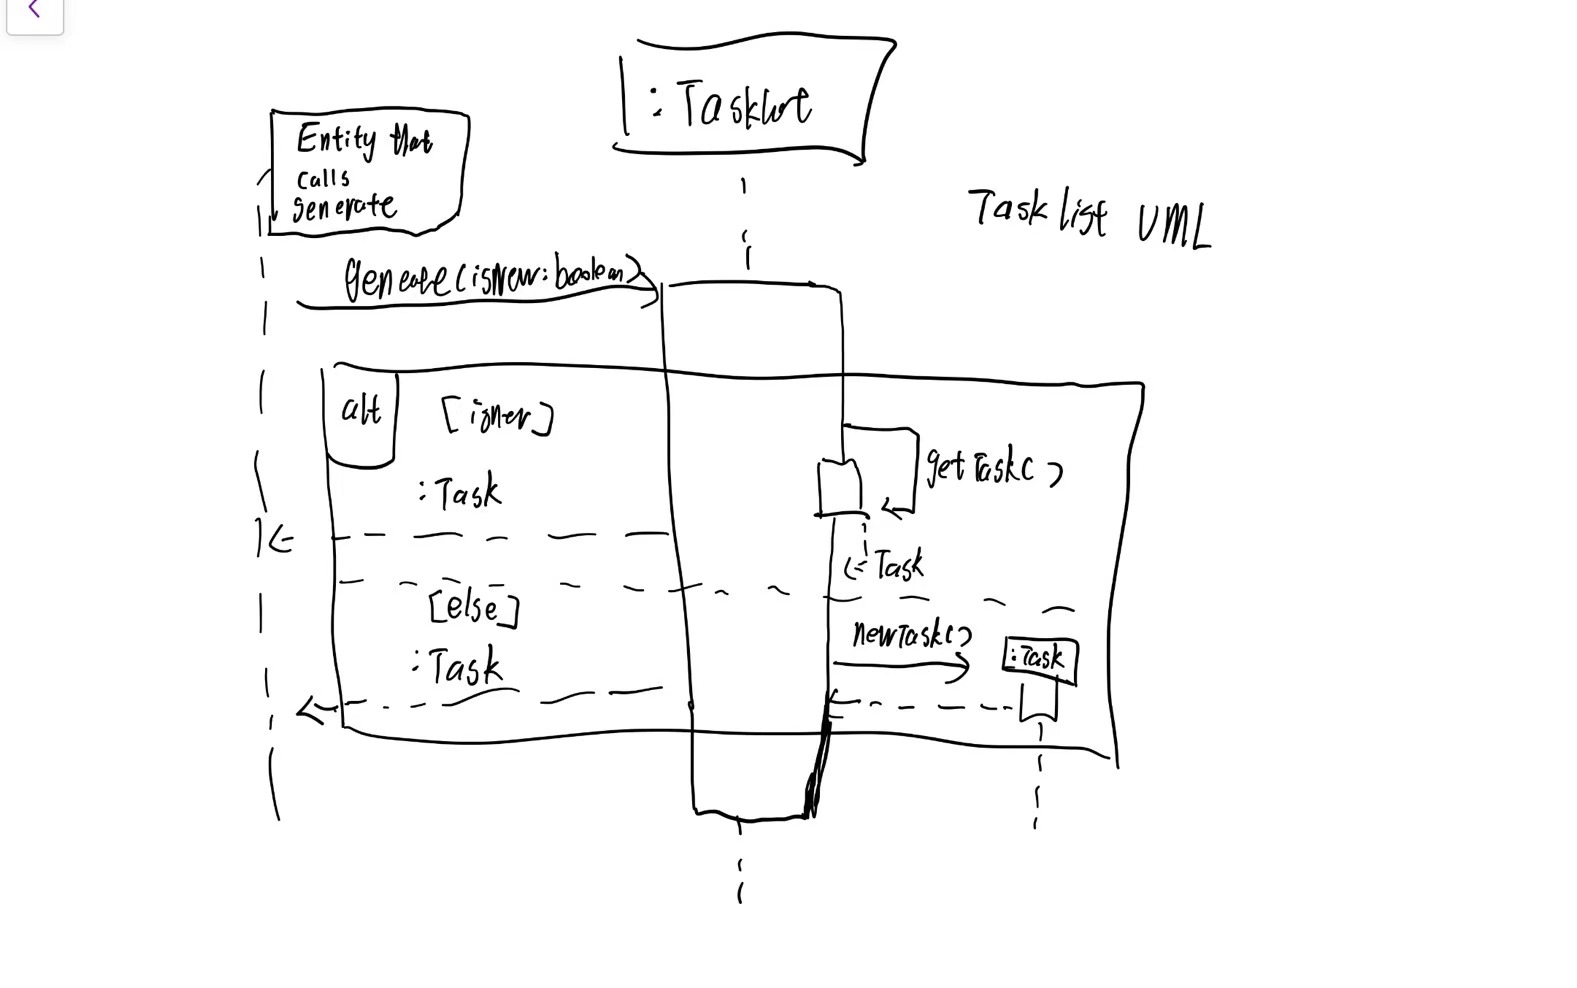 :Tasklist
Entity that
calls
generate
Task list UML
generate(isNew:boolean)
alt
[isNew]
getTask()
:Task
Task
[else]
newTask()
:Task
:Task